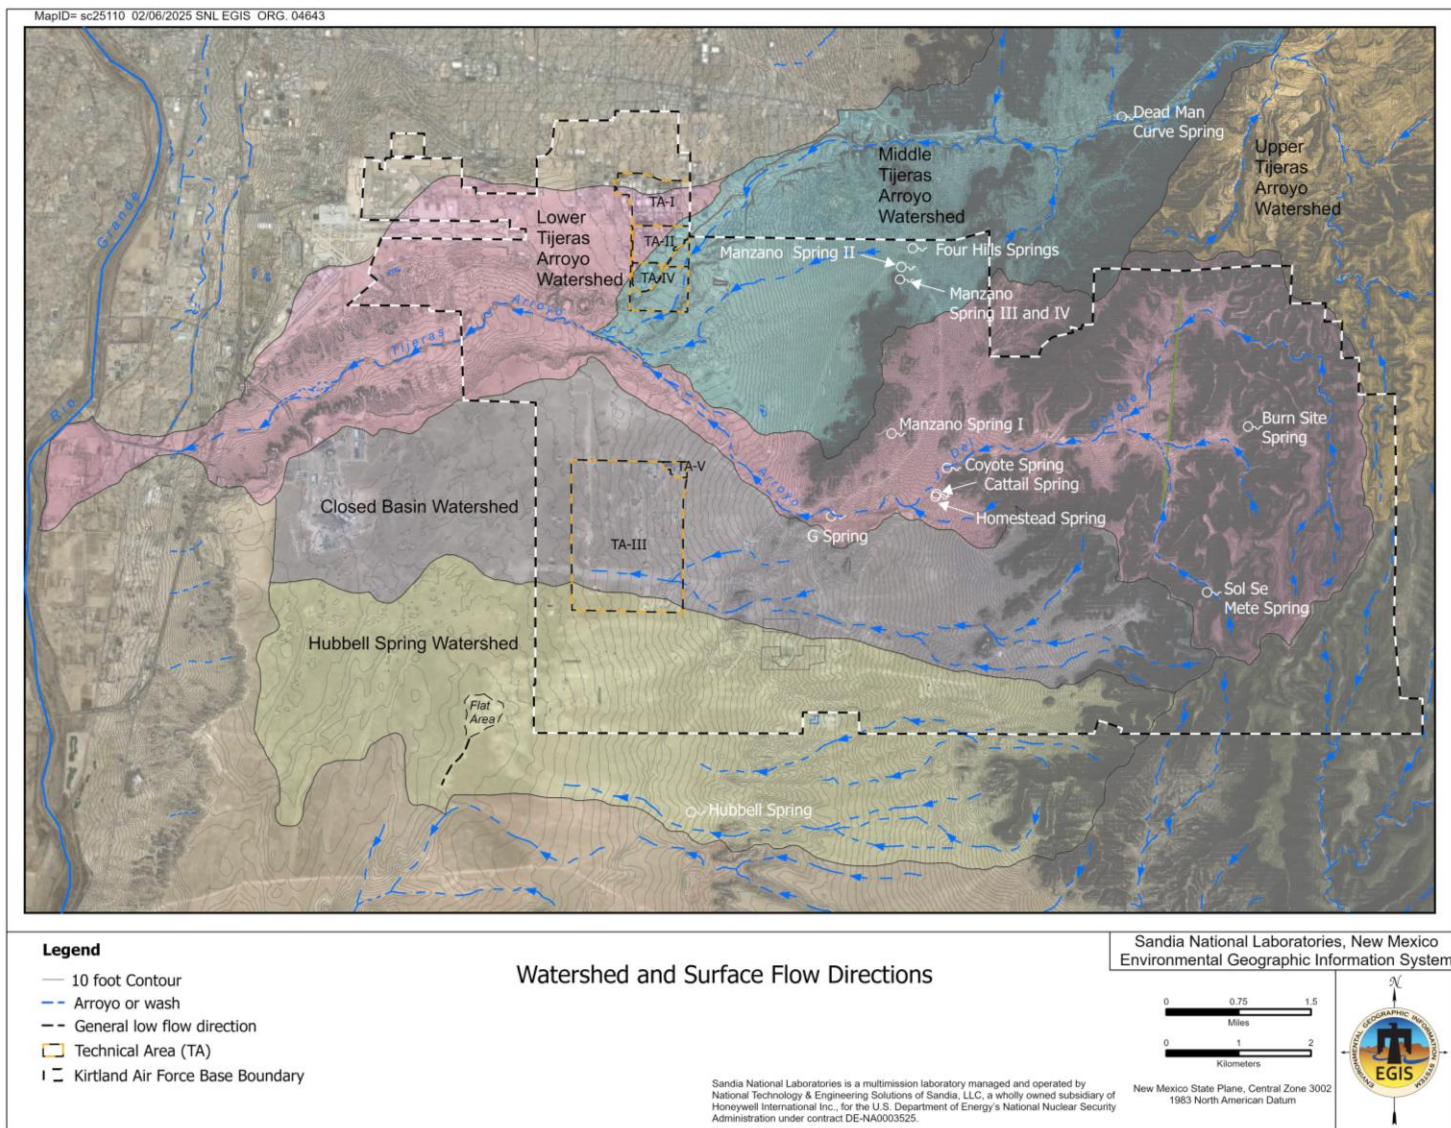 MapID= sc25110 02/06/2025 SNL EGIS ORG. 04643
Dead Man
Curve Spring
Upper
Tijeras
Arroyo
Watershed
Middle
Tijeras
Arroyo
Watershed
Lower
Tijeras
Arroyo
Watershed
TA-I
TA-II
TA-IV
Rio Grande
Manzano Spring II
Four Hills Springs
Manzano
Spring III and IV
Tijeras Arroyo
Manzano Spring I
Arroyo Del Coyote
Burn Site
Spring
Coyote Spring
Cattail Spring
Homestead Spring
G Spring
TA-V
TA-III
Closed Basin Watershed
Sol Se
Mete Spring
Hubbell Spring Watershed
Flat
Area
Hubbell Spring
Legend
10 foot Contour
Arroyo or wash
General low flow direction
Technical Area (TA)
Kirtland Air Force Base Boundary
Watershed and Surface Flow Directions
Sandia National Laboratories, New Mexico
Environmental Geographic Information System
0 0.75 1.5
Miles
0 1 2
Kilometers
New Mexico State Plane, Central Zone 3002
1983 North American Datum
N
ENVIRONMENTAL GEOGRAPHIC INFORMATION SYSTEM
EGIS
Sandia National Laboratories is a multimission laboratory managed and operated by
National Technology & Engineering Solutions of Sandia, LLC, a wholly owned subsidiary of
Honeywell International Inc., for the U.S. Department of Energy's National Nuclear Security
Administration under contract DE-NA0003525.